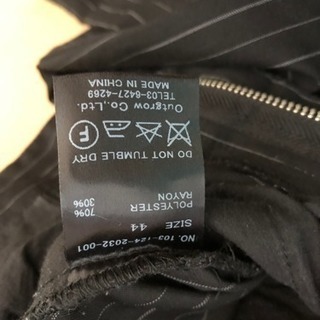 NO. 103-124-2032-001
SIZE 44
POLYESTER 70%
RAYON 30%
DO NOT TUMBLE DRY
F
Outgrow Co.,Ltd.
TEL03-6427-4269
MADE IN CHINA